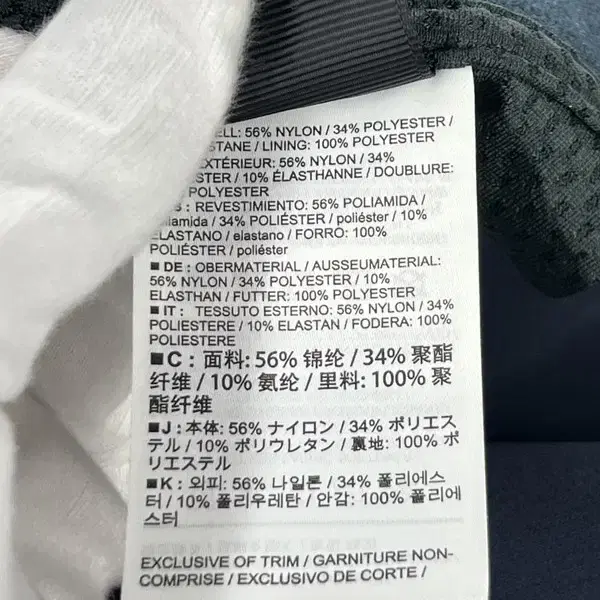 ELL: 56% NYLON / 34% POLYESTER /
STANE / LINING: 100% POLYESTER
EXTÉRIEUR: 56% NYLON / 34%
ESTER / 10% ÉLASTHANNE / DOUBLURE:
POLYESTER
S : REVESTIMIENTO: 56% POLIAMIDA /
amida / 34% POLIÉSTER / poliéster / 10%
ELASTANO / elastano / FORRO: 100%
POLIÉSTER / poliéster
■ DE : OBERMATERIAL / AUSSEUMATERIAL:
56% NYLON / 34% POLYESTER / 10%
ELASTHAN / FUTTER: 100% POLYESTER
■ IT : TESSUTO ESTERNO: 56% NYLON / 34%
POLIESTERE / 10% ELASTAN / FODERA: 100%
POLIESTERE
■ C : 面料: 56% 锦纶 / 34% 聚酯
纤维 / 10% 氨纶 / 里料: 100% 聚
酯纤维
■ J : 本体: 56% ナイロン / 34% ポリエス
テル / 10% ポリウレタン / 裏地: 100% ポ
リエステル
■ K : 외피: 56% 나일론 / 34% 폴리에스
터 / 10% 폴리우레탄 / 안감: 100% 폴리에
스터
EXCLUSIVE OF TRIM / GARNITURE NON-
COMPRISE / EXCLUSIVO DE CORTE /